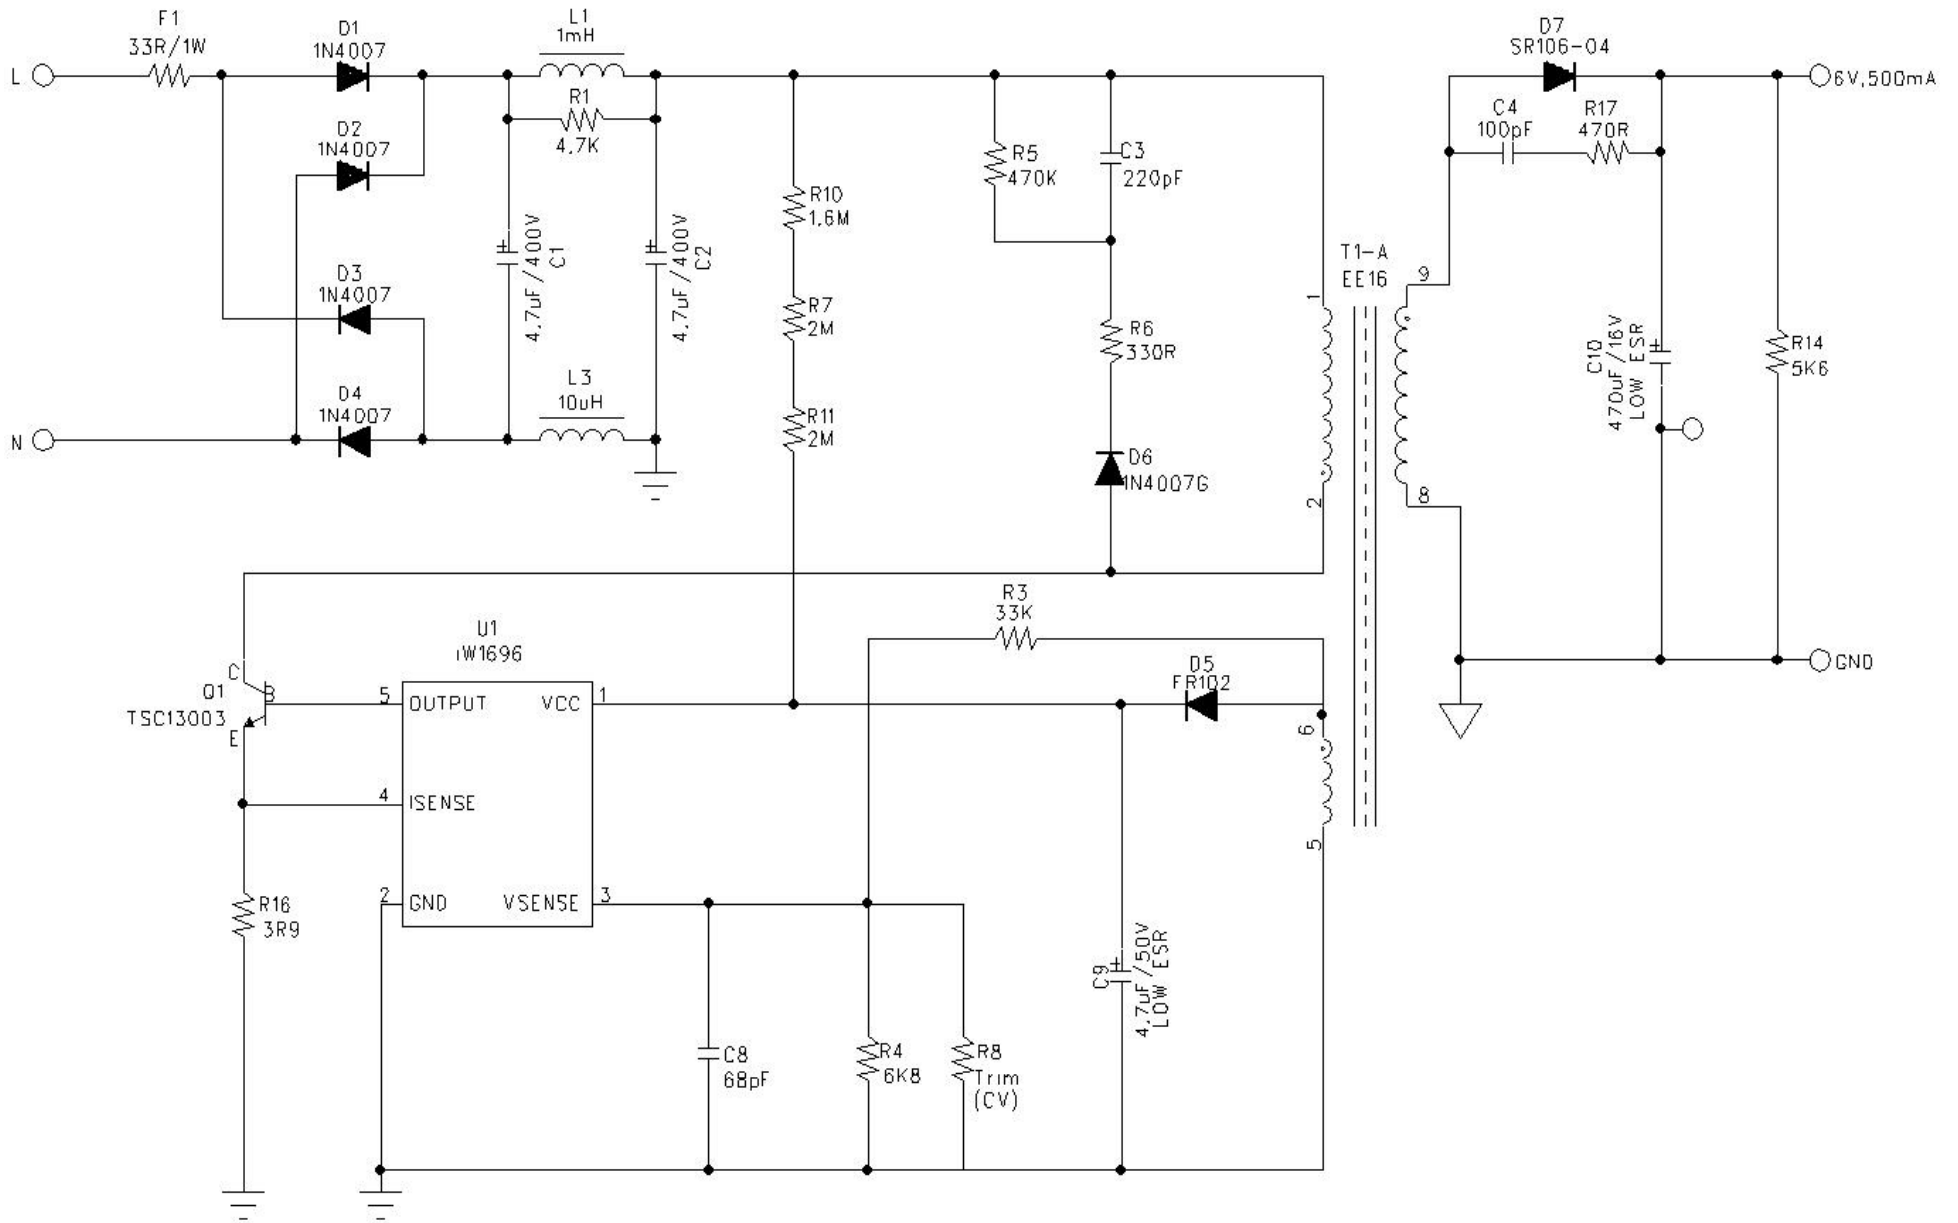 F1
33R/1W
L
D1
1N4007
L1
1mH
R1
4.7K
D2
1N4007
D3
1N4007
D4
1N4007
N
4.7uF/400V
C1
4.7uF/400V
C2
L3
10uH
R10
1.6M
R7
2M
R11
2M
R5
470K
C3
220pF
R6
330R
D6
1N4007G
T1-A
EE16
1
2
9
8
D7
SR106-04
6V,500mA
C4
100pF
R17
470R
C10
470uF/16V
LOW ESR
R14
5K6
GND
R3
33K
D5
FR102
6
5
U1
iW1696
C
Q1
B
TSC13003
E
5
OUTPUT
VCC
1
4
ISENSE
2
GND
VSENSE
3
R16
3R9
C8
68pF
R4
6K8
R8
Trim
(CV)
C9
4.7uF/50V
LOW ESR